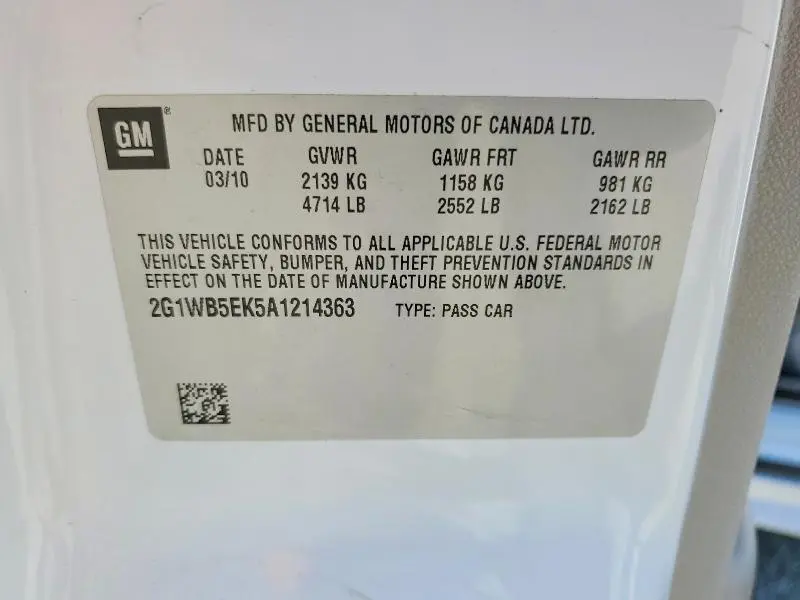 GM®
MFD BY GENERAL MOTORS OF CANADA LTD.
DATE GVWR GAWR FRT GAWR RR
03/10 2139 KG 1158 KG 981 KG
4714 LB 2552 LB 2162 LB
THIS VEHICLE CONFORMS TO ALL APPLICABLE U.S. FEDERAL MOTOR
VEHICLE SAFETY, BUMPER, AND THEFT PREVENTION STANDARDS IN
EFFECT ON THE DATE OF MANUFACTURE SHOWN ABOVE.
2G1WB5EK5A1214363 TYPE: PASS CAR